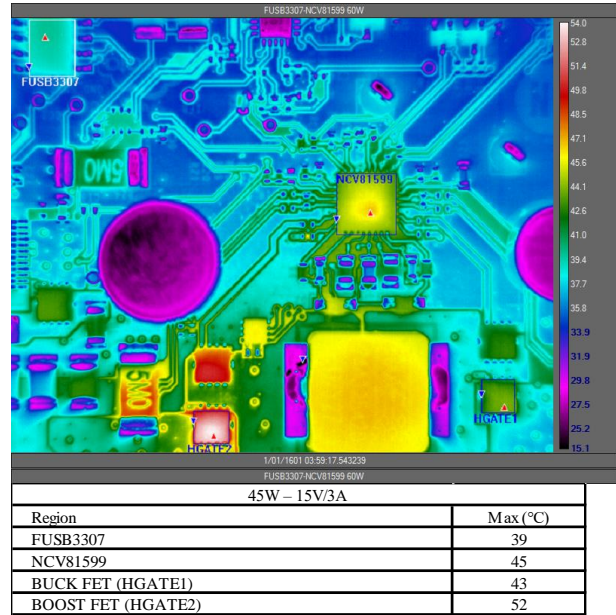 FUSB3307-NCV81599 60W
54.0
52.8
51.4
49.8
48.5
47.1
45.6
44.1
42.6
41.0
39.4
37.7
35.8
33.9
31.9
29.8
27.5
25.2
15.1
FUSB3307
5M0
NCV81599
5M0
HGATE1
HGATE2
1/01/1601 03:59:17.543239
FUSB3307-NCV81599 60W
45W – 15V/3A
Region Max (°C)
FUSB3307 39
NCV81599 45
BUCK FET (HGATE1) 43
BOOST FET (HGATE2) 52